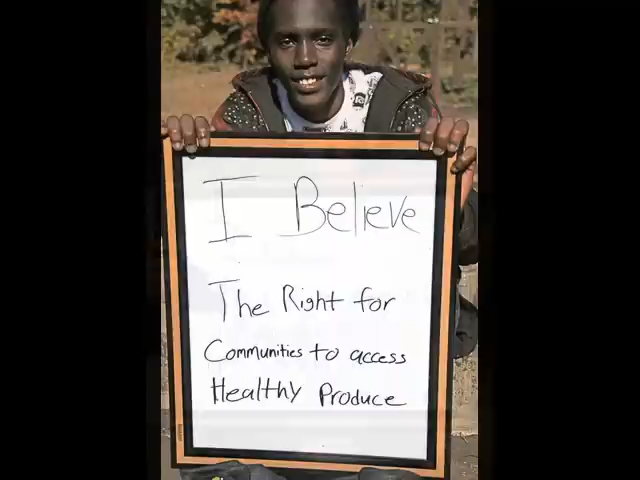 I Believe
The Right for
Communities to access
Healthy Produce